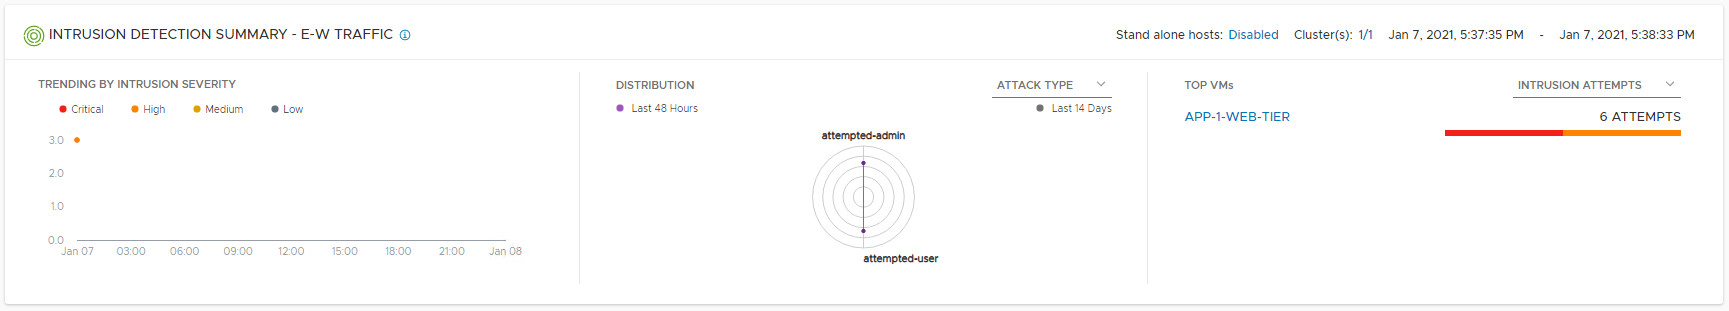 INTRUSION DETECTION SUMMARY - E-W TRAFFIC
Stand alone hosts: Disabled Cluster(s): 1/1 Jan 7, 2021, 5:37:35 PM - Jan 7, 2021, 5:38:33 PM
TRENDING BY INTRUSION SEVERITY
Critical High Medium Low
3.0
2.0
1.0
0.0
Jan 07 03:00 06:00 09:00 12:00 15:00 18:00 21:00 Jan 08
DISTRIBUTION
ATTACK TYPE
Last 48 Hours
Last 14 Days
attempted-admin
attempted-user
TOP VMs
INTRUSION ATTEMPTS
APP-1-WEB-TIER
6 ATTEMPTS